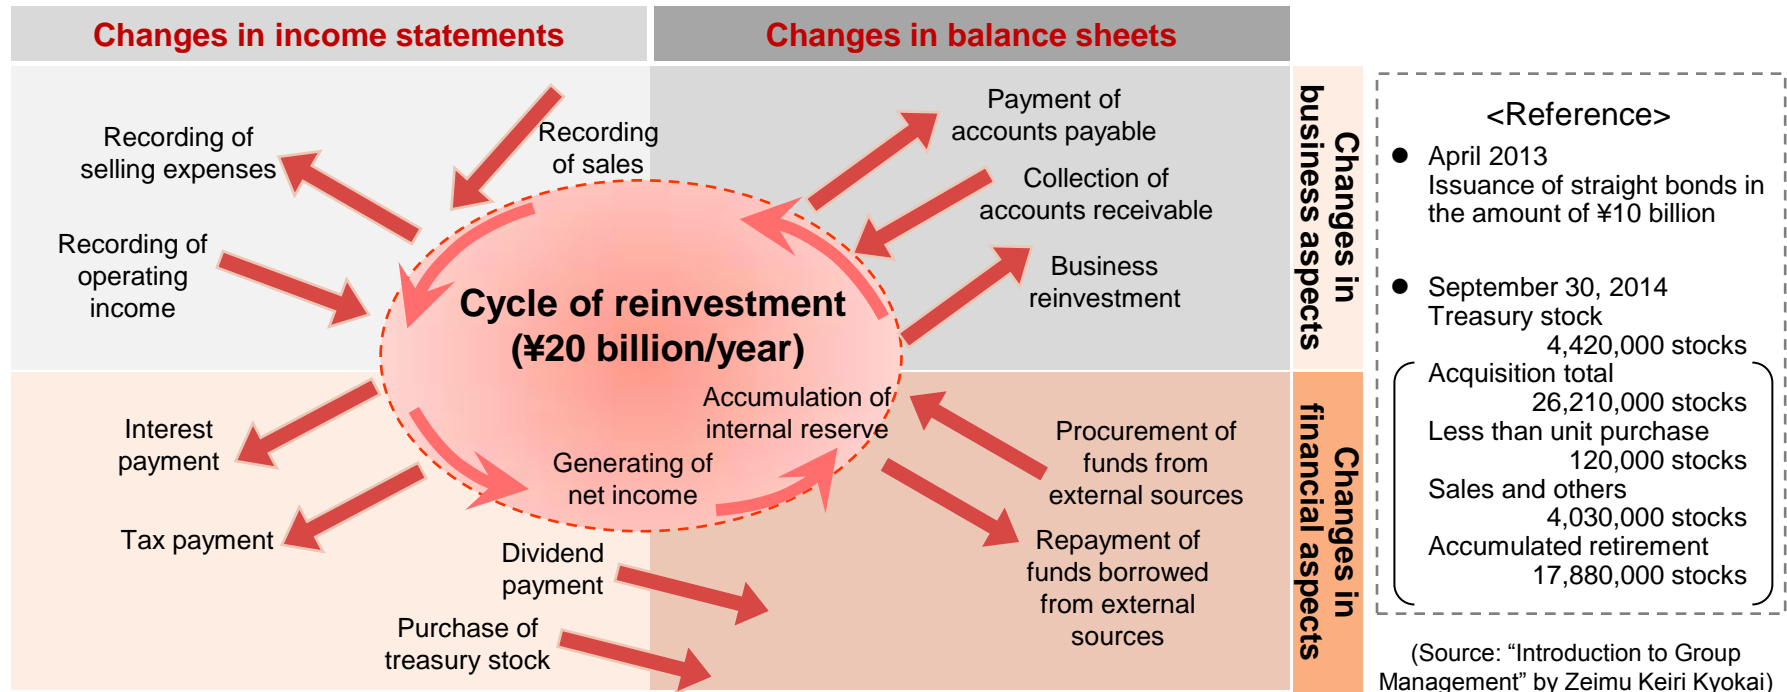 Changes in income statements
Changes in balance sheets
Recording of
selling expenses
Recording
of sales
Recording of
operating
income
Payment of
accounts payable
Collection of
accounts receivable
Business
reinvestment
Changes in
business aspects
Cycle of reinvestment
(¥20 billion/year)
Accumulation of
internal reserve
Generating of
net income
Interest
payment
Tax payment
Dividend
payment
Purchase of
treasury stock
Procurement of
funds from
external sources
Repayment of
funds borrowed
from external
sources
Changes in
financial aspects
<Reference>
● April 2013
Issuance of straight bonds in
the amount of ¥10 billion
● September 30, 2014
Treasury stock
4,420,000 stocks
Acquisition total
26,210,000 stocks
Less than unit purchase
120,000 stocks
Sales and others
4,030,000 stocks
Accumulated retirement
17,880,000 stocks
(Source: “Introduction to Group
Management” by Zeimu Keiri Kyokai)